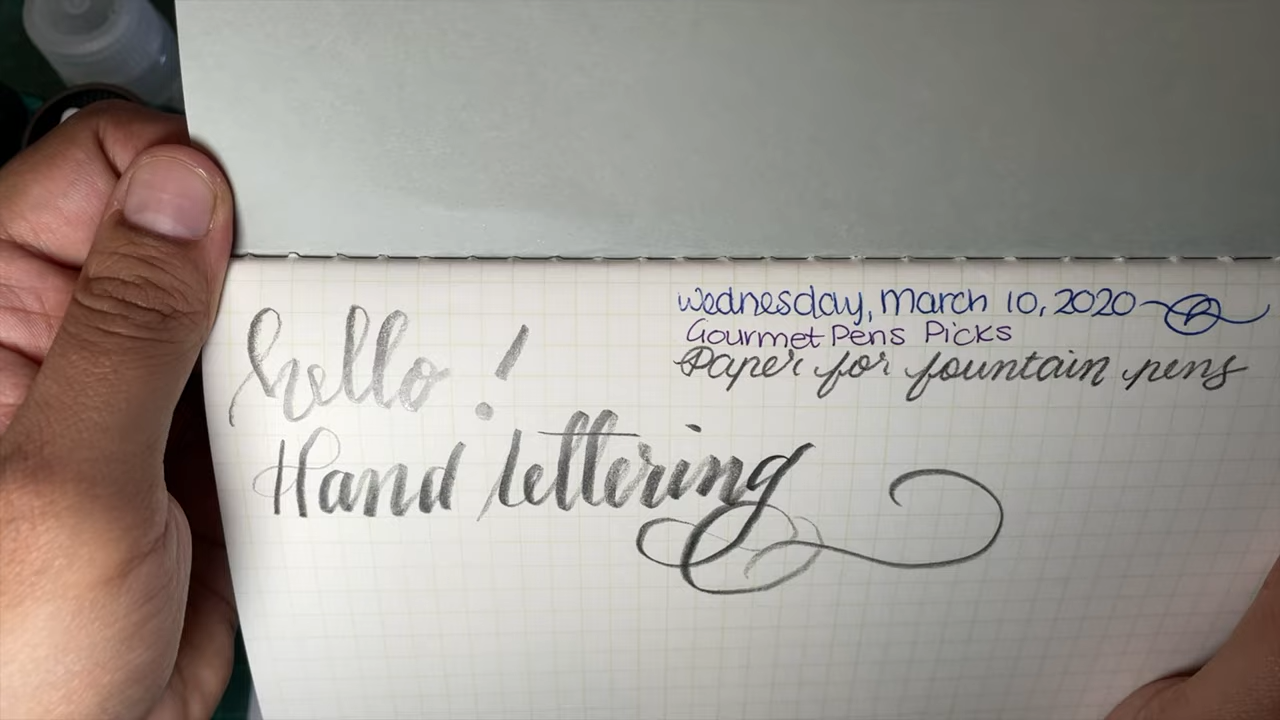 Wednesday, March 10, 2020
Gourmet Pens Picks
Paper for fountain pens
hello!
Hand lettering